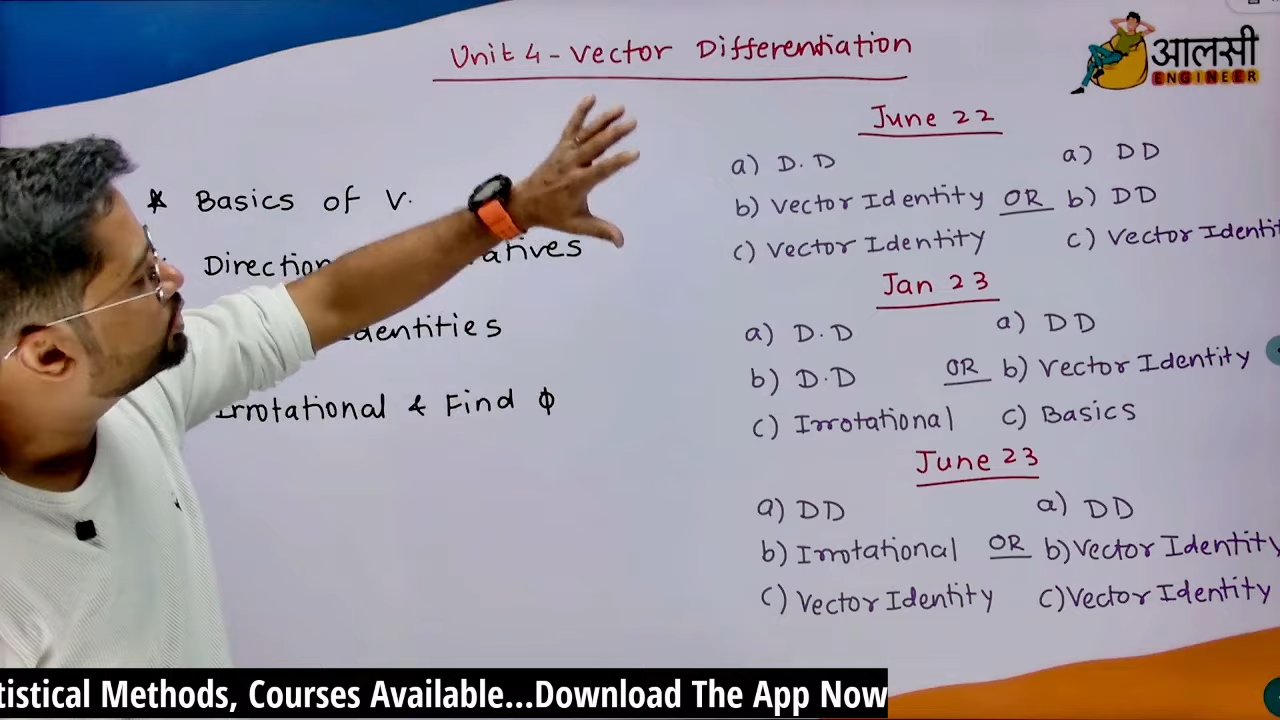 Unit 4 - Vector Differentiation
आलसी
ENGINEER
* Basics of V.
Direction atives
dentities
Irrotational & Find φ
June 22
a) D.D
b) Vector Identity
c) Vector Identity
OR
a) DD
b) DD
c) Vector Identit
Jan 23
a) D.D
b) D.D
c) Irrotational
OR
a) DD
b) Vector Identity
c) Basics
June 23
a) DD
b) Irrotational
c) Vector Identity
OR
a) DD
b) Vector Identity
c) Vector Identity
tistical Methods, Courses Available...Download The App Now